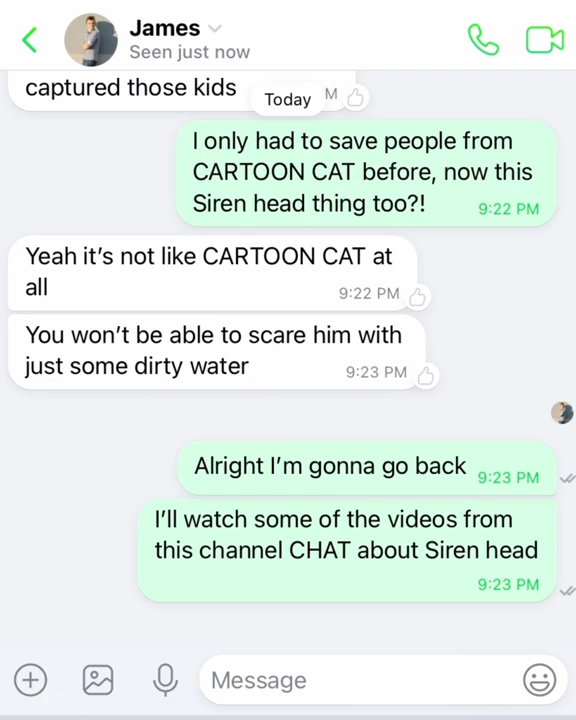 James
Seen just now
captured those kids
M
Today
I only had to save people from
CARTOON CAT before, now this
Siren head thing too?!
9:22 PM
Yeah it’s not like CARTOON CAT at
all
9:22 PM
You won’t be able to scare him with
just some dirty water
9:23 PM
Alright I’m gonna go back
9:23 PM
I’ll watch some of the videos from
this channel CHAT about Siren head
9:23 PM
Message